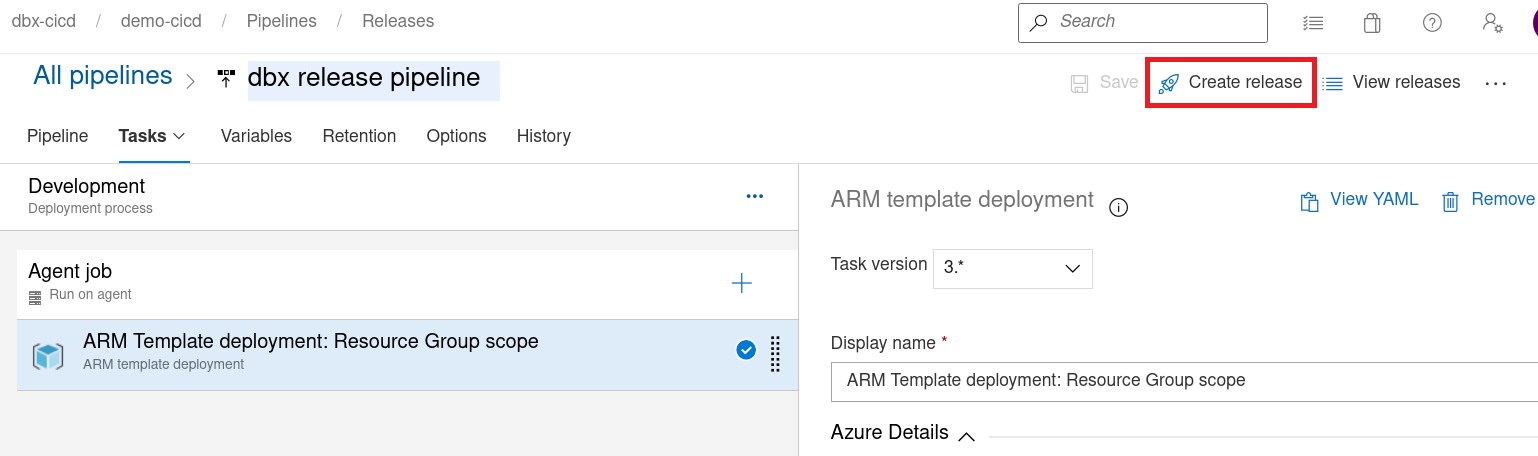 dbx-cicd / demo-cicd / Pipelines / Releases
Search
All pipelines
dbx release pipeline
Save
Create release
View releases
Pipeline
Tasks
Variables
Retention
Options
History
Development
Deployment process
Agent job
Run on agent
ARM Template deployment: Resource Group scope
ARM template deployment
ARM template deployment
View YAML
Remove
Task version
3.*
Display name *
ARM Template deployment: Resource Group scope
Azure Details